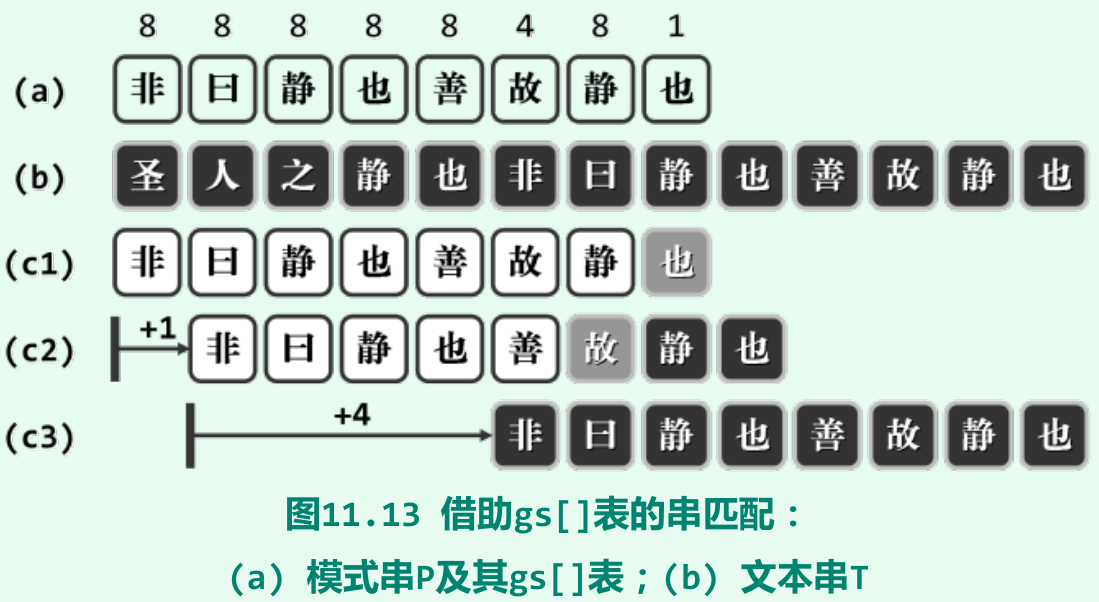 8 8 8 8 8 4 8 1
(a) 非 曰 静 也 善 故 静 也
(b) 圣 人 之 静 也 非 曰 静 也 善 故 静 也
(c1) 非 曰 静 也 善 故 静 也
(c2) +1 非 曰 静 也 善 故 静 也
(c3) +4 非 曰 静 也 善 故 静 也
图11.13 借助gs[]表的串匹配：
(a) 模式串P及其gs[]表；(b) 文本串T